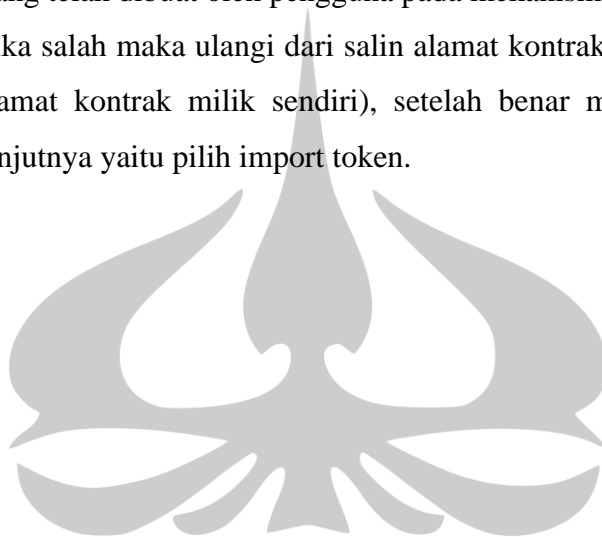 telah dibuat oleh pengguna pada
salah maka ulangi dari salin alamat kontrak
kontrak milik sendiri), setelah benar
yaitu pilih import token.